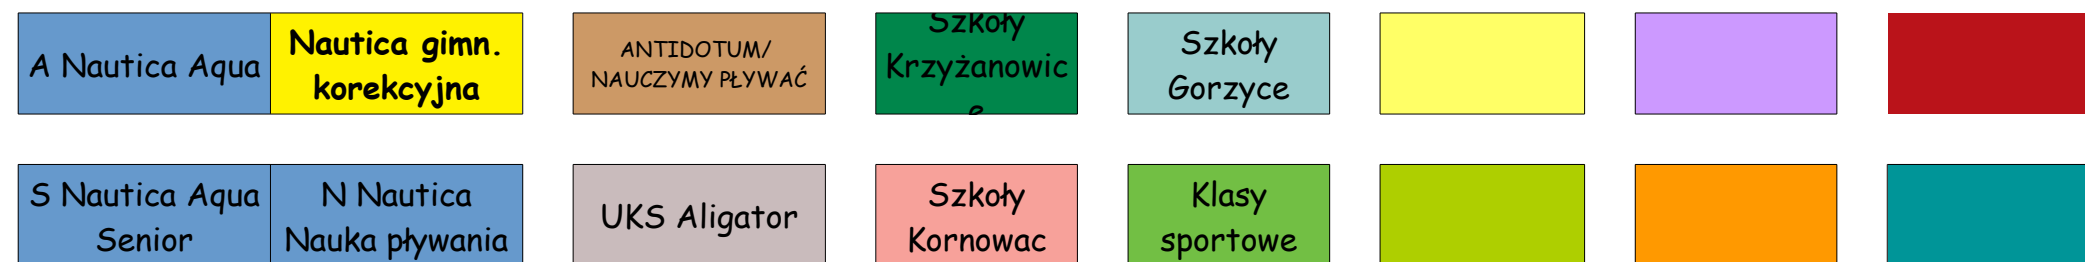 A Nautica Aqua
Nautica gimn.
korekcyjna
ANTIDOTUM/
NAUCZYMY PŁYWAĆ
Szkoły
Krzyżanowic
e
Szkoły
Gorzyce
S Nautica Aqua
Senior
N Nautica
Nauka pływania
UKS Aligator
Szkoły
Kornowac
Klasy
sportowe